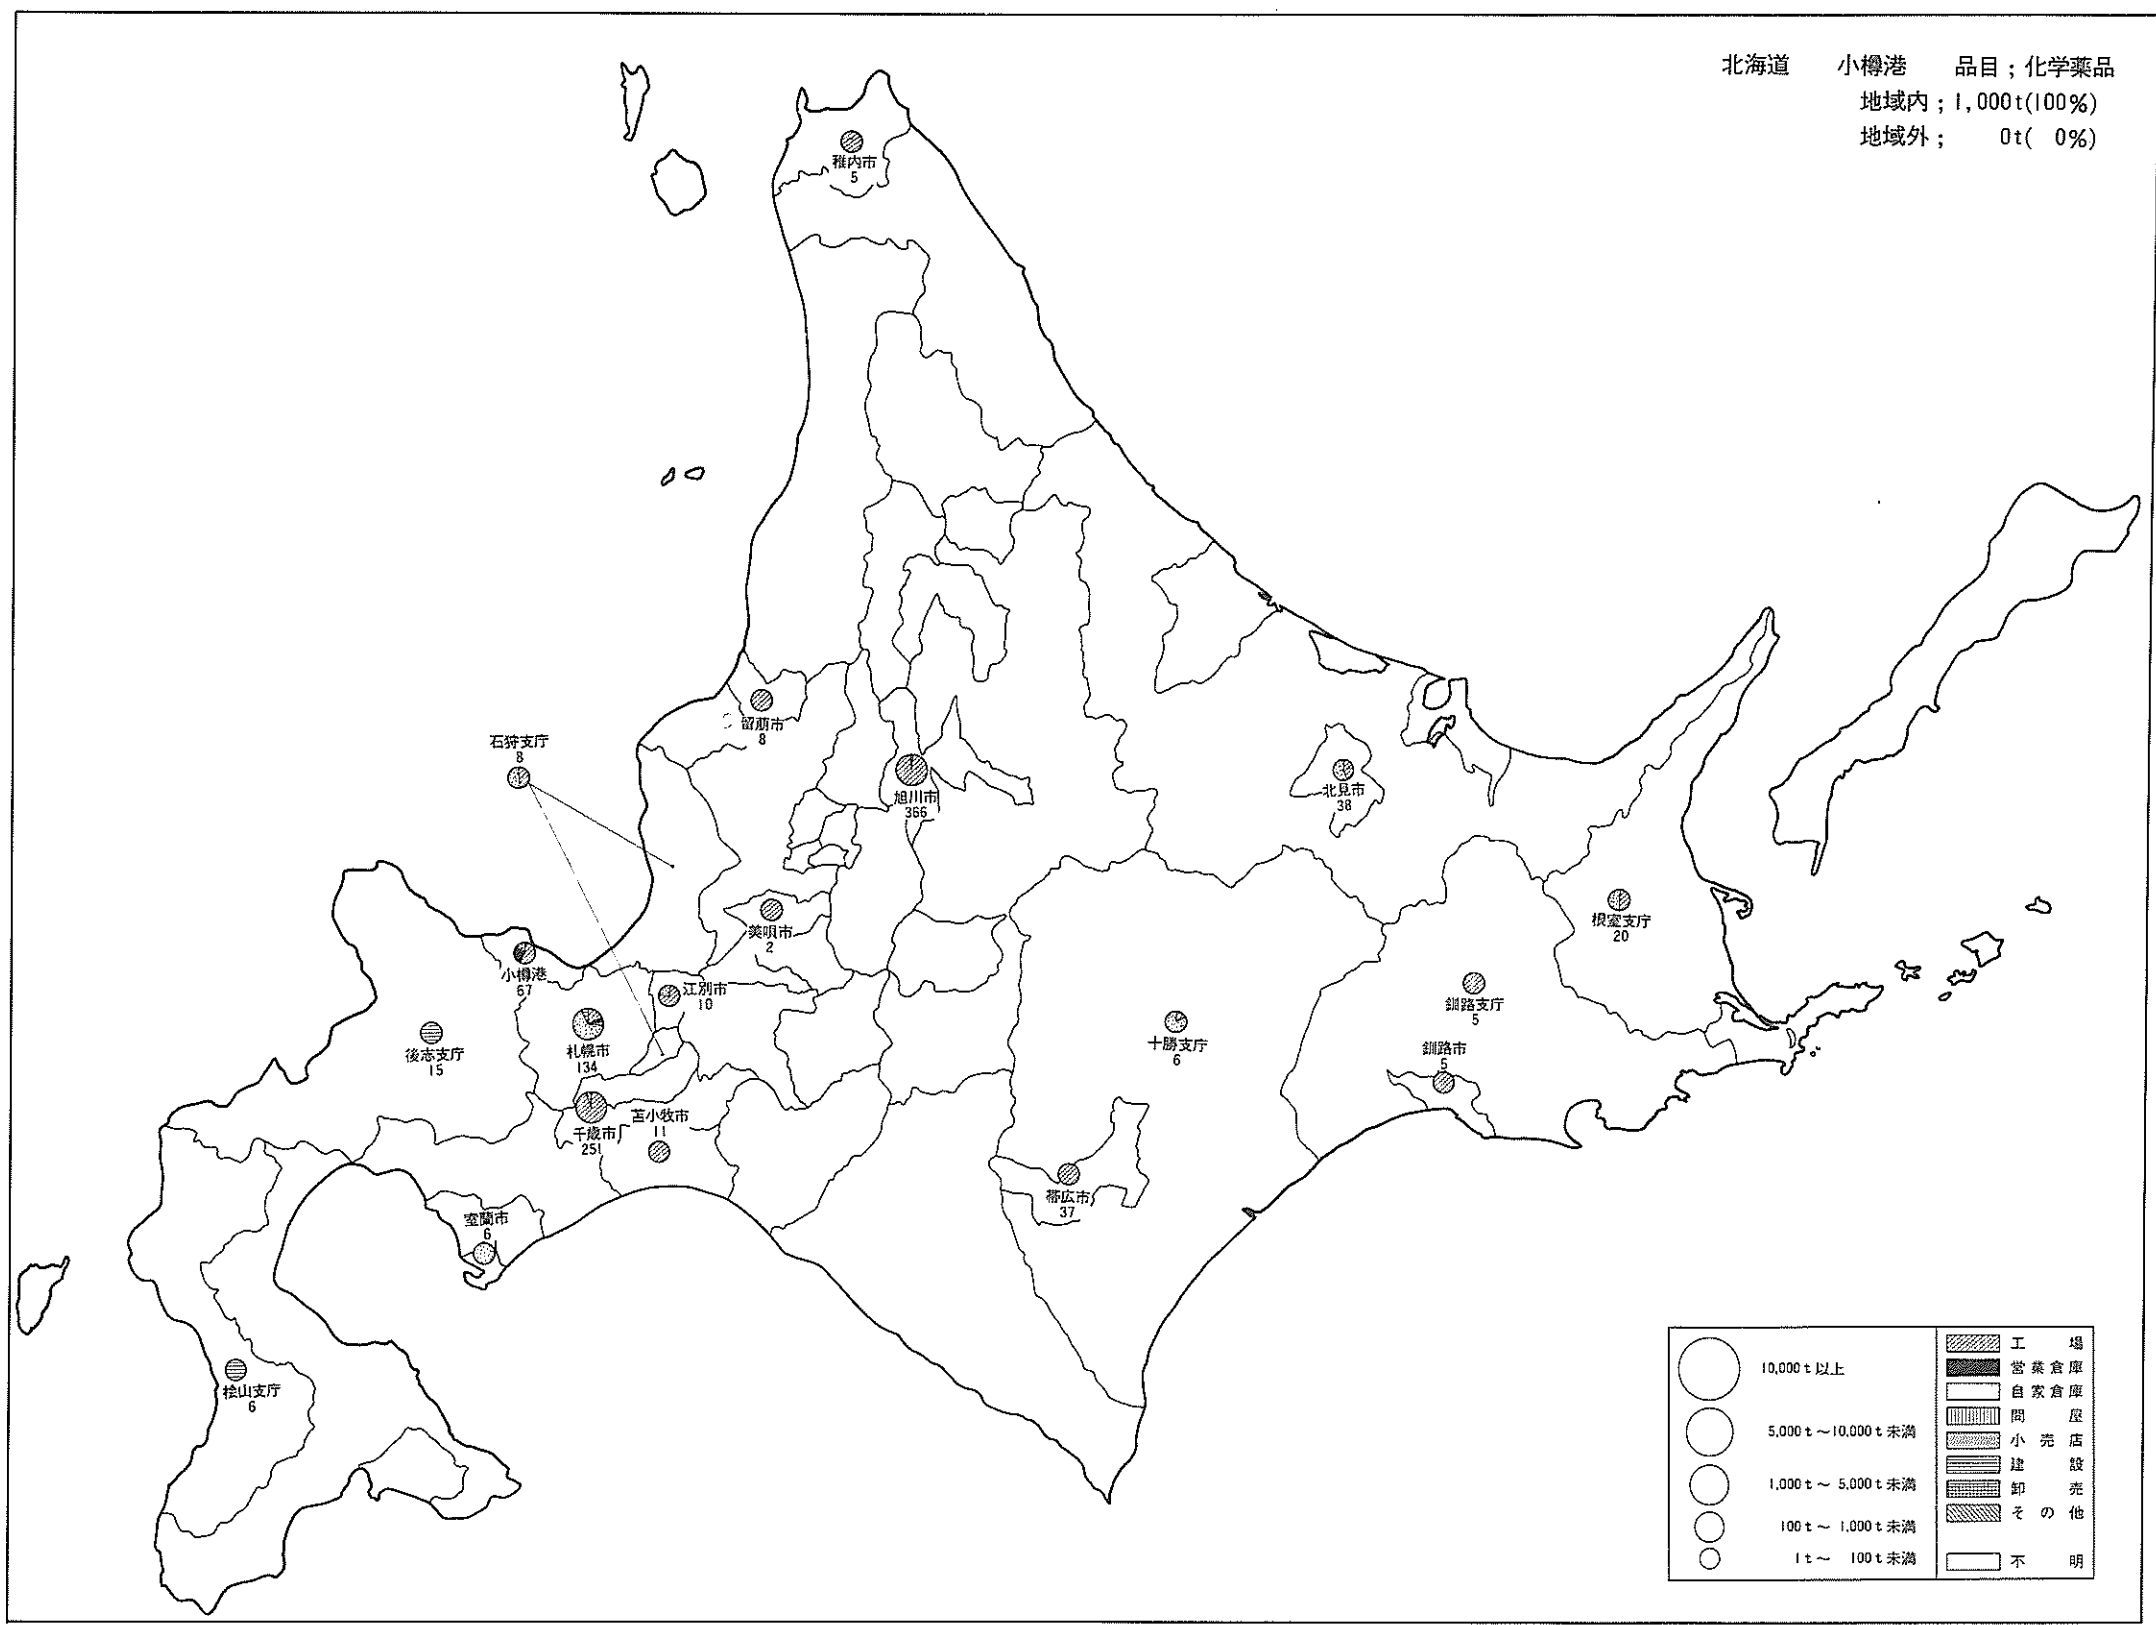 北海道 小樽港 品目；化学薬品
地域内；1,000t(100%)
地域外； 0t( 0%)
稚内市
5
留萠市
8
石狩支庁
8
旭川市
366
北見市
38
美唄市
2
根室支庁
20
小樽港
67
江別市
10
釧路支庁
5
札幌市
134
後志支庁
15
十勝支庁
6
釧路市
5
千歳市
251
苫小牧市
11
帯広市
37
室蘭市
6
桧山支庁
6
10,000t以上
5,000t～10,000t未満
1,000t～ 5,000t未満
100t～ 1,000t未満
1t～ 100t未満
工場
営業倉庫
自家倉庫
問屋
小売店
建設
卸売
その他
不明